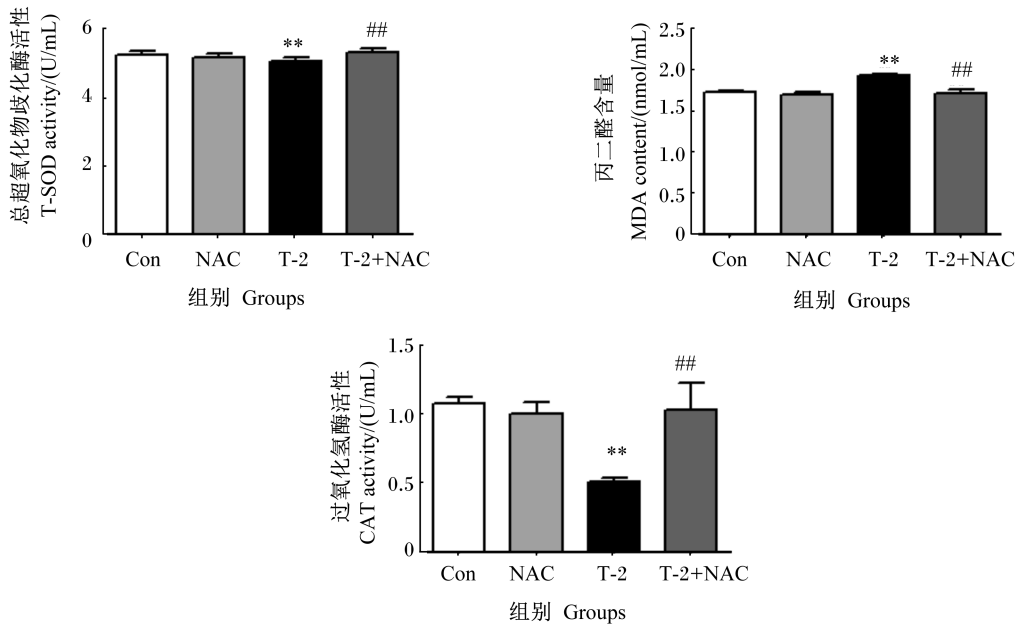 总超氧化物歧化酶活性
T-SOD activity/(U/mL)
6
4
2
0
**
##
Con NAC T-2 T-2+NAC
组别 Groups
丙二醛含量
MDA content/(nmol/mL)
2.5
2.0
1.5
1.0
0.5
0
**
##
Con NAC T-2 T-2+NAC
组别 Groups
过氧化氢酶活性
CAT activity/(U/mL)
1.5
1.0
0.5
0
**
##
Con NAC T-2 T-2+NAC
组别 Groups